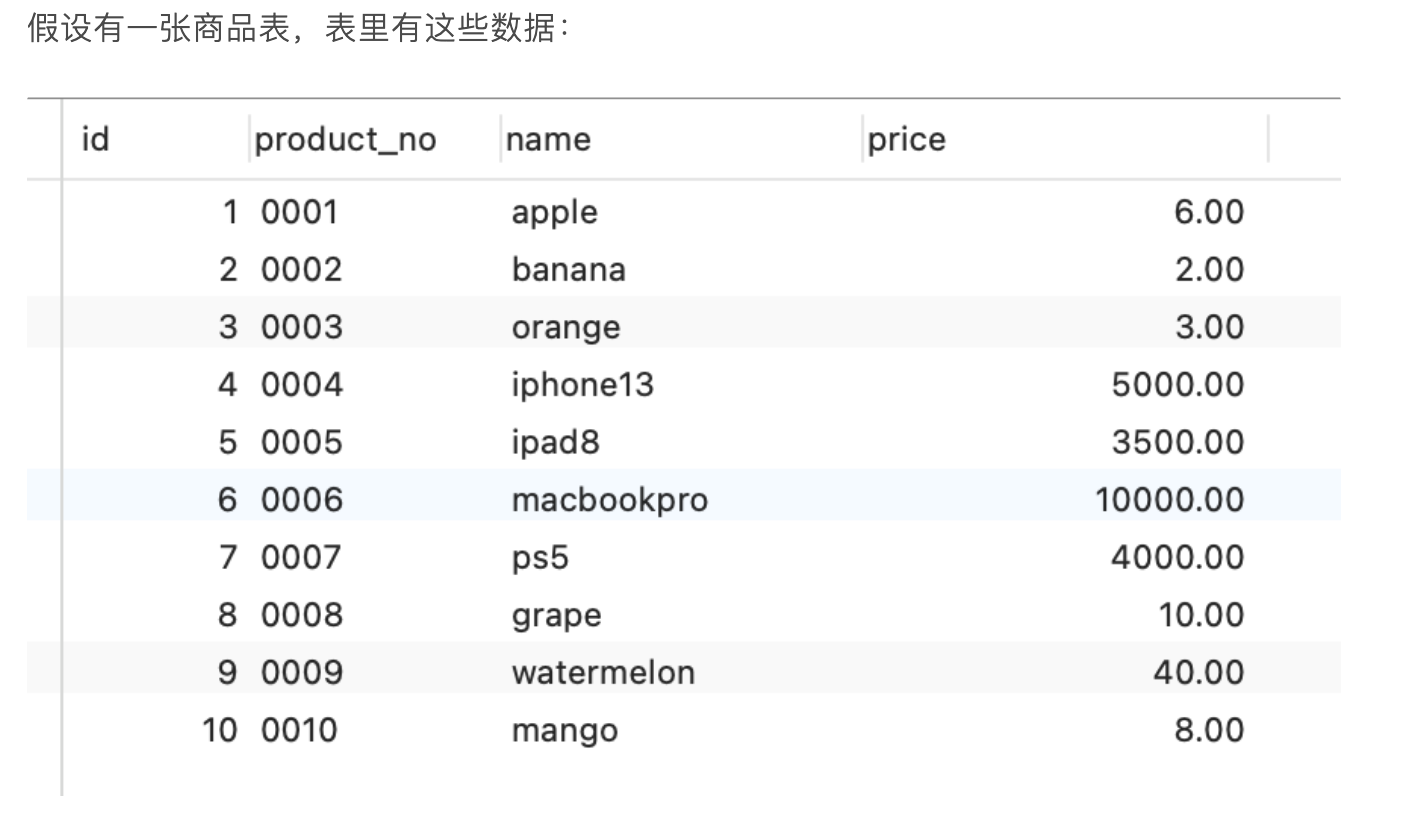 假设有一张商品表，表里有这些数据：
id product_no name price
1 0001 apple 6.00
2 0002 banana 2.00
3 0003 orange 3.00
4 0004 iphone13 5000.00
5 0005 ipad8 3500.00
6 0006 macbookpro 10000.00
7 0007 ps5 4000.00
8 0008 grape 10.00
9 0009 watermelon 40.00
10 0010 mango 8.00